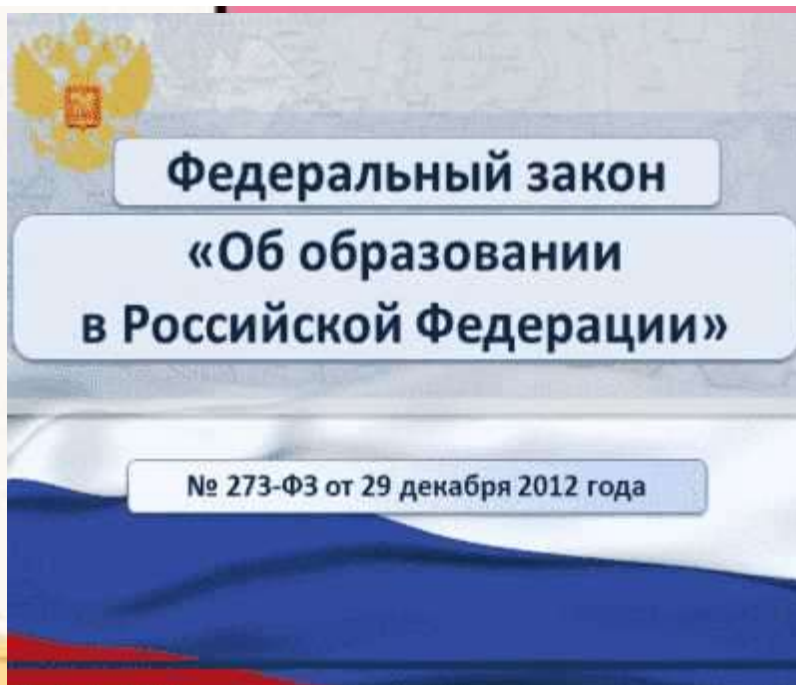 Федеральный закон
«Об образовании
в Российской Федерации»
№ 273-ФЗ от 29 декабря 2012 года